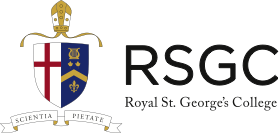 RSGC
Royal St. George's College
SCIENTIA PIETATE